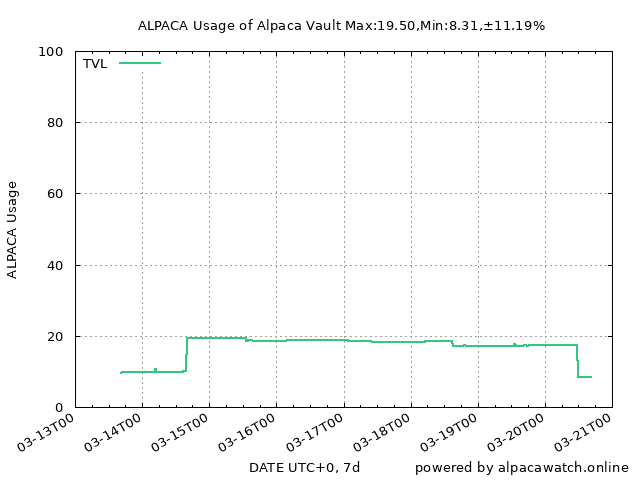 ALPACA Usage of Alpaca Vault Max:19.50,Min:8.31,±11.19%
TVL
ALPACA Usage
100
80
60
40
20
0
03-13T00
03-14T00
03-15T00
03-16T00
03-17T00
03-18T00
03-19T00
03-20T00
03-21T00
DATE UTC+0, 7d
powered by alpacawatch.online